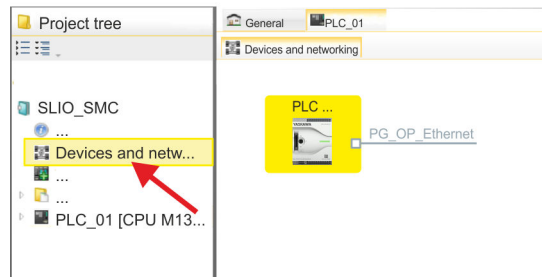 Project tree
SLIO_SMC
...
Devices and netw...
...
...
PLC_01 [CPU M13...
General
PLC_01
Devices and networking
PLC ...
YASKAWA
PG_OP_Ethernet